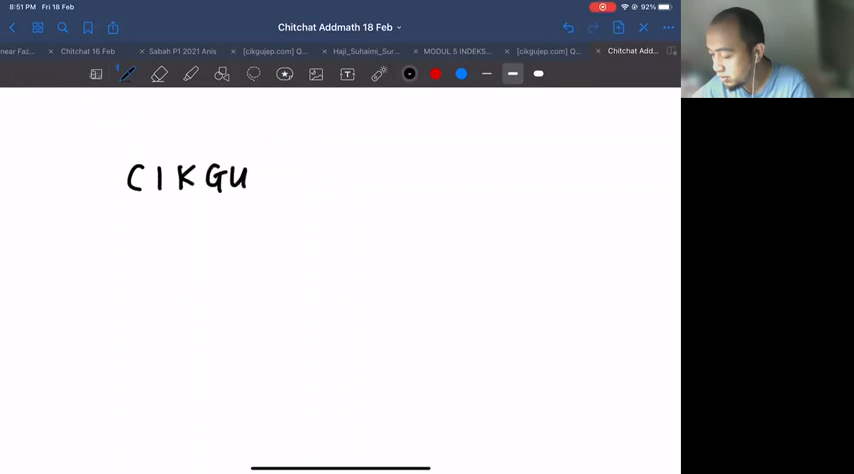 8:51 PM Fri 18 Feb 92%
Chitchat Addmath 18 Feb
near Faz... Chitchat 16 Feb Sabah P1 2021 Anis [cikgujep.com] Q... Haji_Suhaimi_Sur... MODUL 5 INDEKS... [cikgujep.com] Q... Chitchat Add...
CIKGU